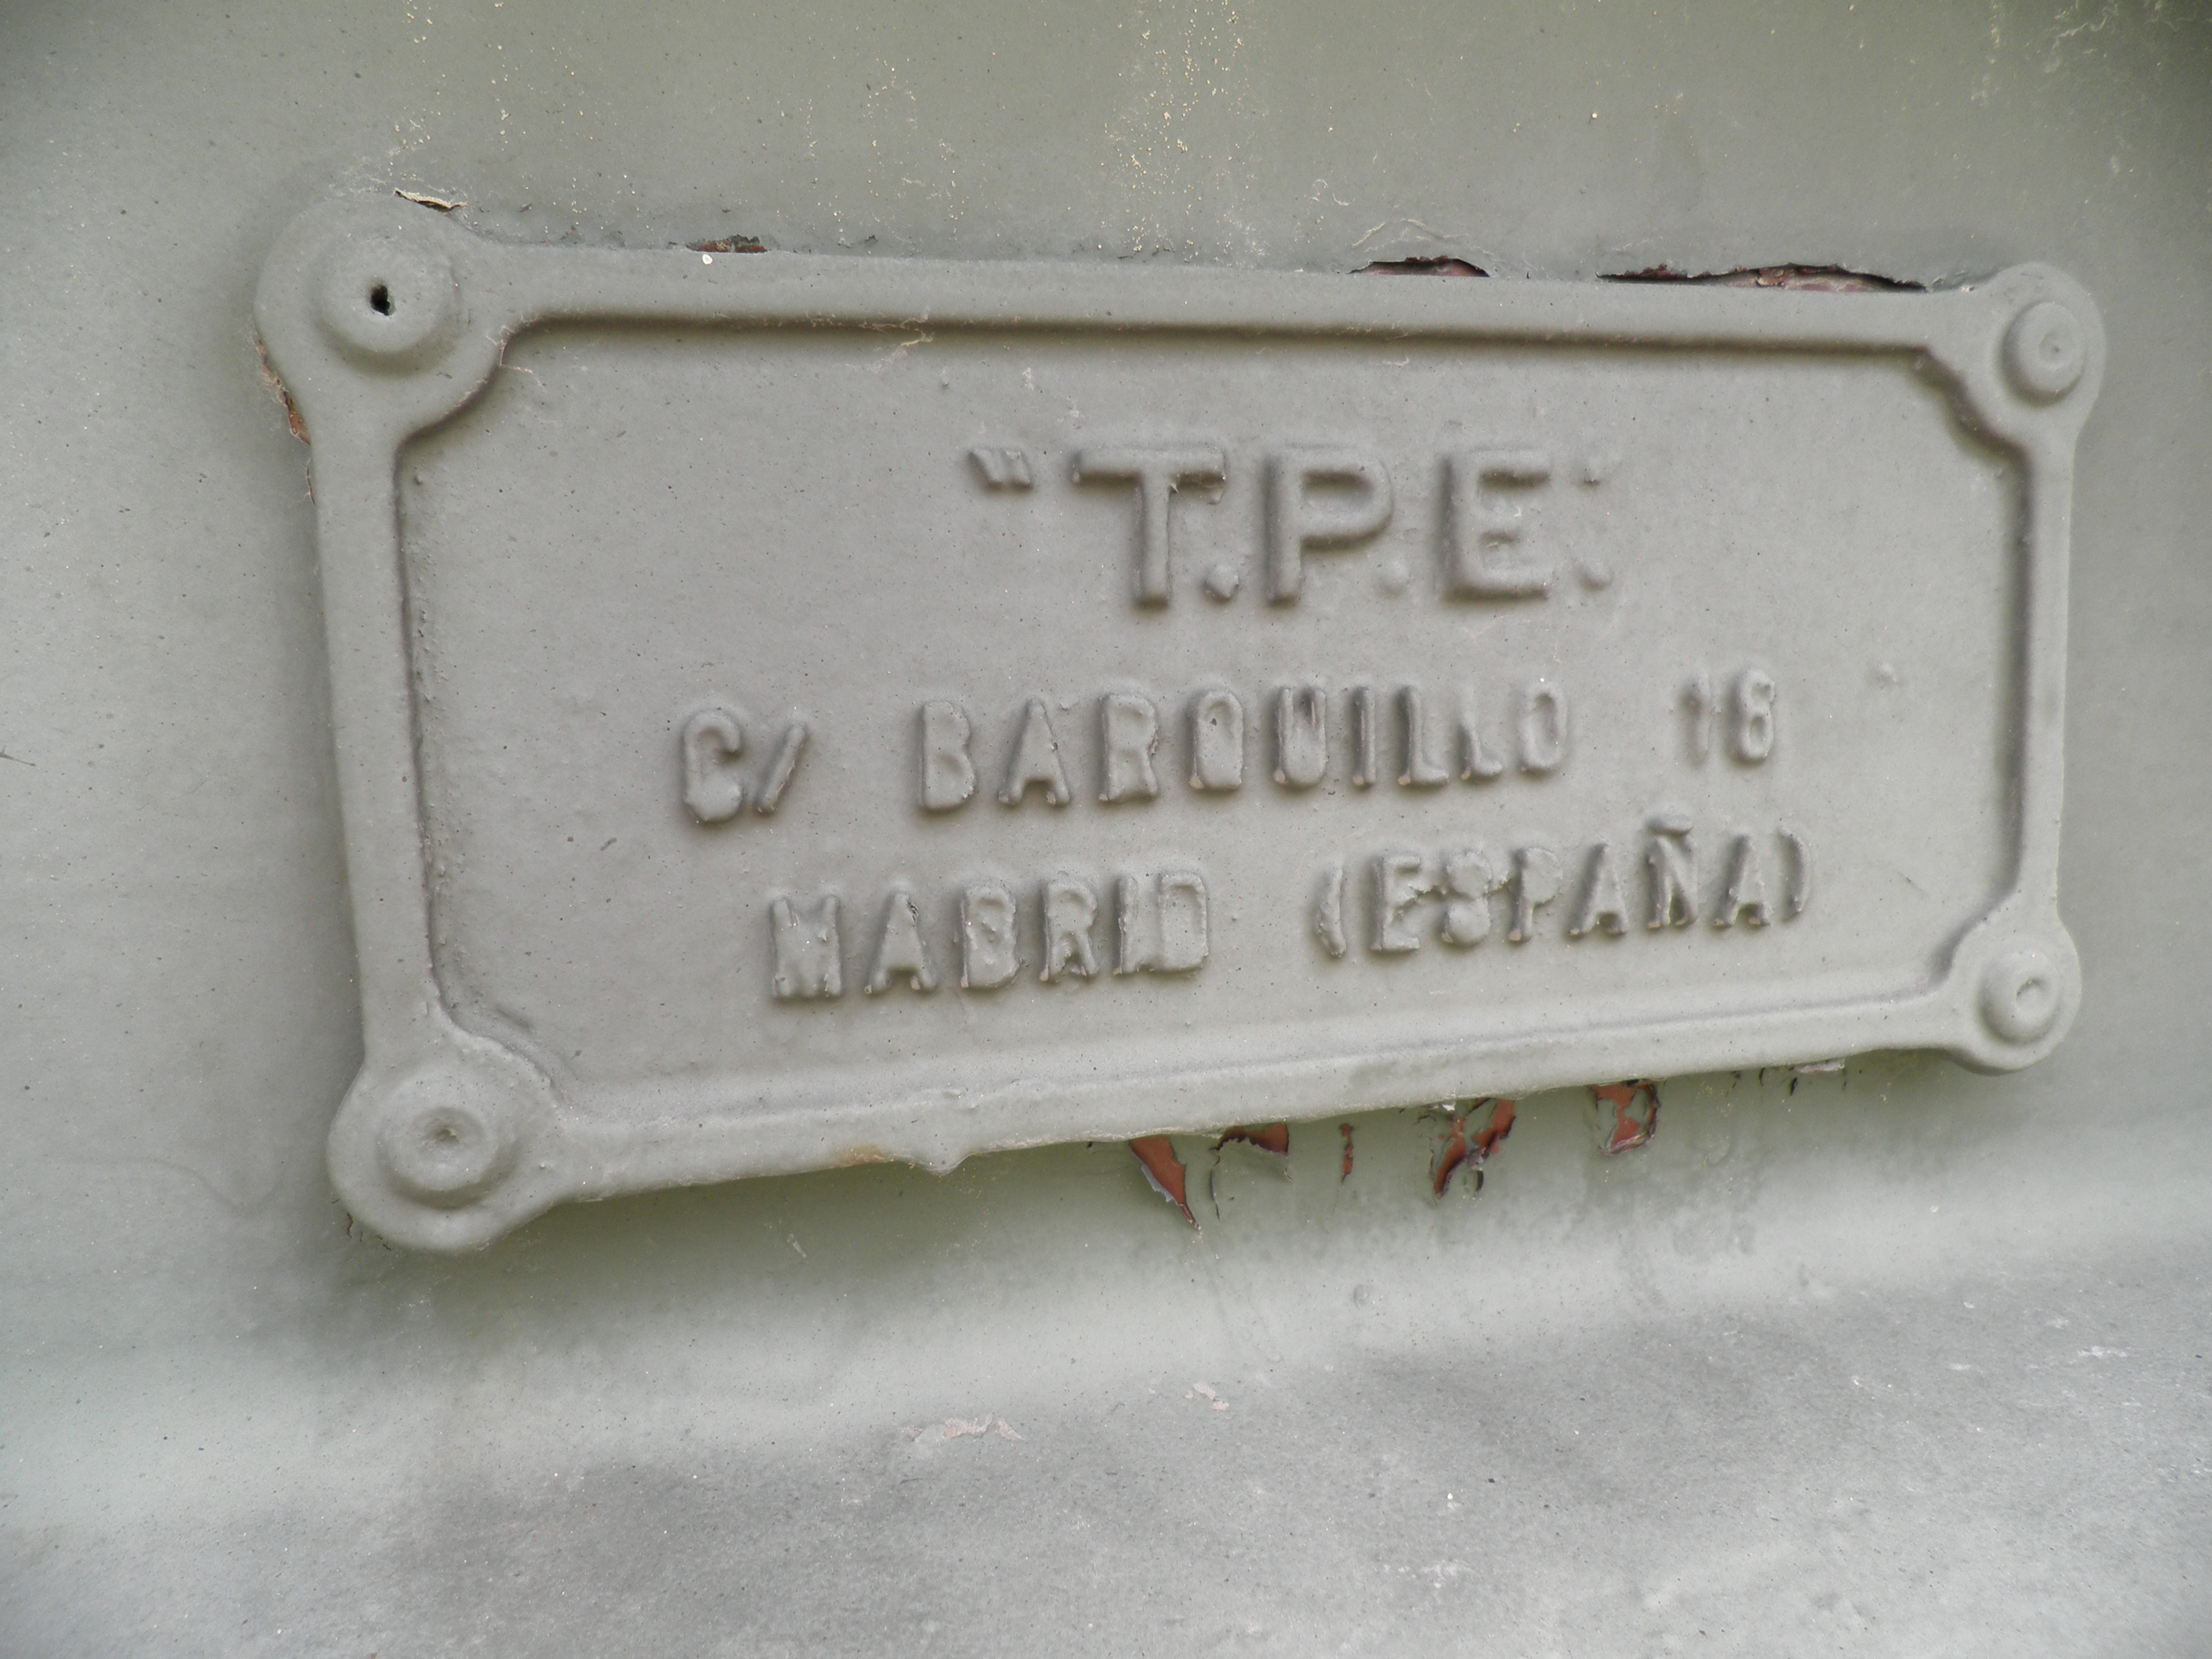 "T.P.E."
C/ BARQUILLO 18
MADRID (ESPAÑA)